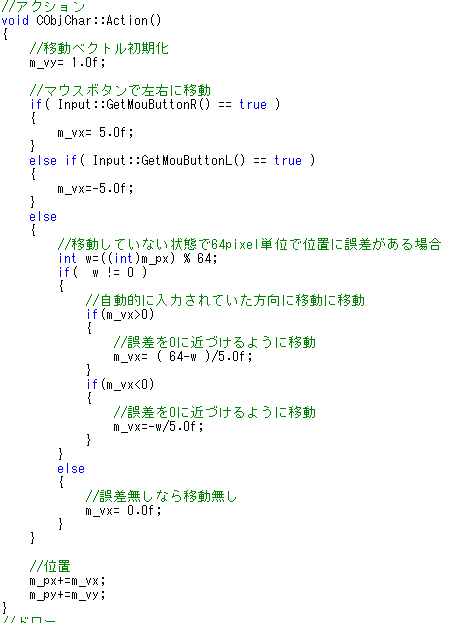 //アクション
void CObjChar::Action()
{
    //移動ベクトル初期化
    m_vy= 1.0f;

    //マウスボタンで左右に移動
    if( Input::GetMouButtonR() == true )
    {
        m_vx= 5.0f;
    }
    else if( Input::GetMouButtonL() == true )
    {
        m_vx=-5.0f;
    }
    else
    {
        //移動していない状態で64pixel単位で位置に誤差がある場合
        int w=((int)m_px) % 64;
        if(  w != 0 )
        {
            //自動的に入力されていた方向に移動に移動
            if(m_vx>0)
            {
                //誤差を0に近づけるように移動
                m_vx= ( 64-w )/5.0f;
            }
            if(m_vx<0)
            {
                //誤差を0に近づけるように移動
                m_vx=-w/5.0f;
            }
        }
        else
        {
            //誤差無しなら移動無し
            m_vx= 0.0f;
        }
    }

    //位置
    m_px+=m_vx;
    m_py+=m_vy;
}
//ドロー